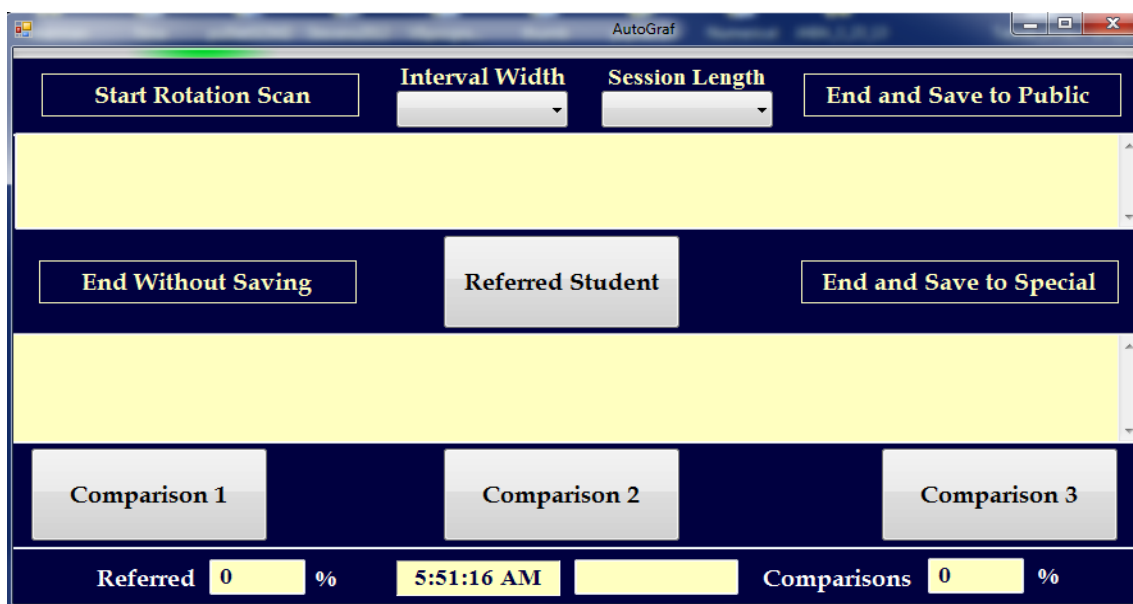 AutoGraf
Start Rotation Scan
Interval Width
Session Length
End and Save to Public
End Without Saving
Referred Student
End and Save to Special
Comparison 1
Comparison 2
Comparison 3
Referred 0 %
5:51:16 AM
Comparisons 0 %